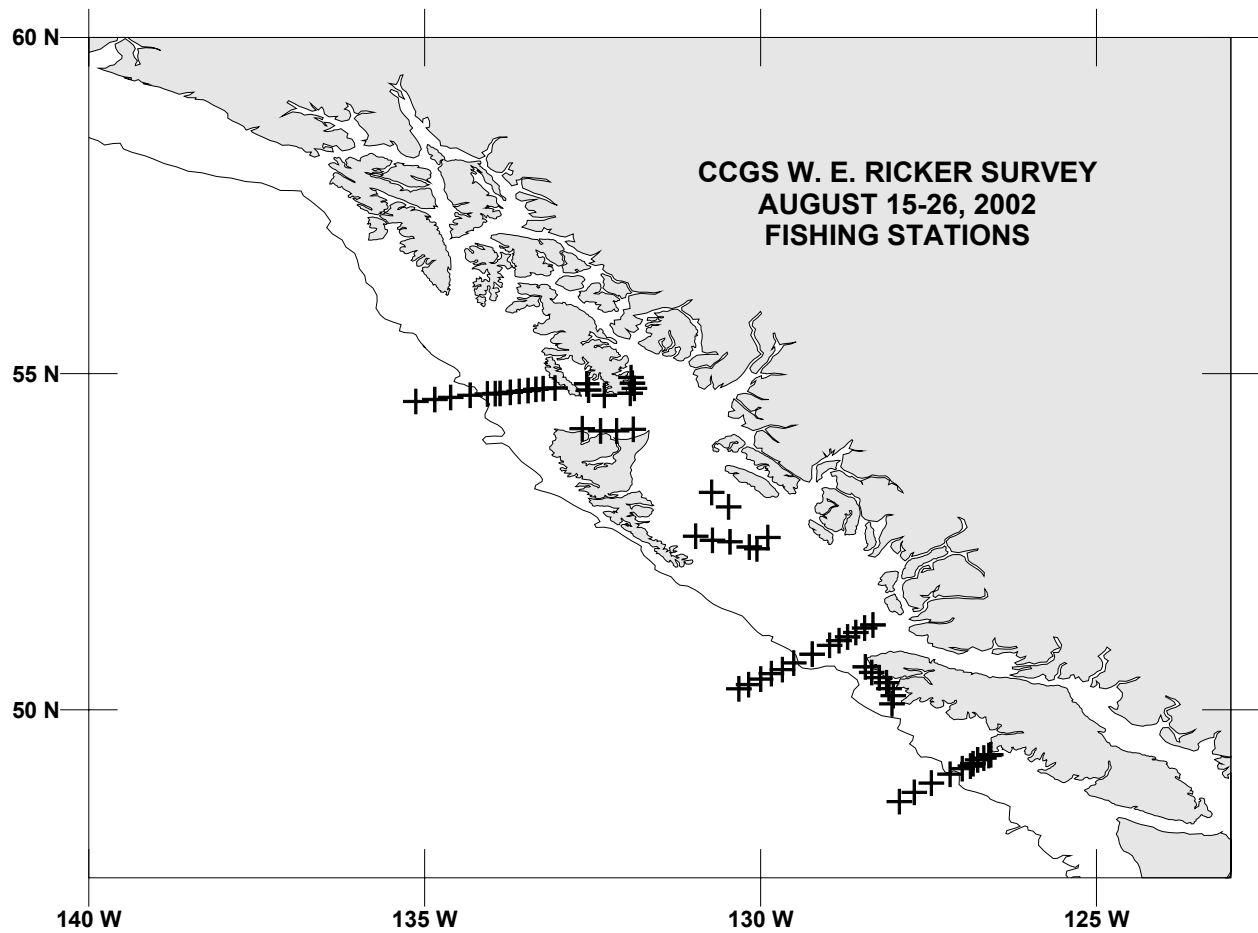 60 N
CCGS W. E. RICKER SURVEY
AUGUST 15-26, 2002
FISHING STATIONS
55 N
50 N
140 W
135 W
130 W
125 W